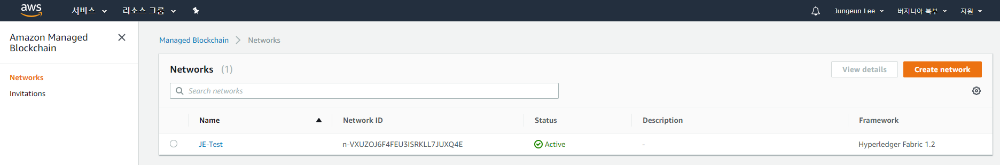 aws 서비스 리소스 그룹 Jungeun Lee 버지니아 북부 지원
Amazon Managed
Blockchain
Networks
Invitations
Managed Blockchain Networks
Networks (1) View details Create network
Search networks
Name Network ID Status Description Framework
JE-Test n-VXUZOJ6F4FEU3ISRKLL7JUXQ4E Active - Hyperledger Fabric 1.2